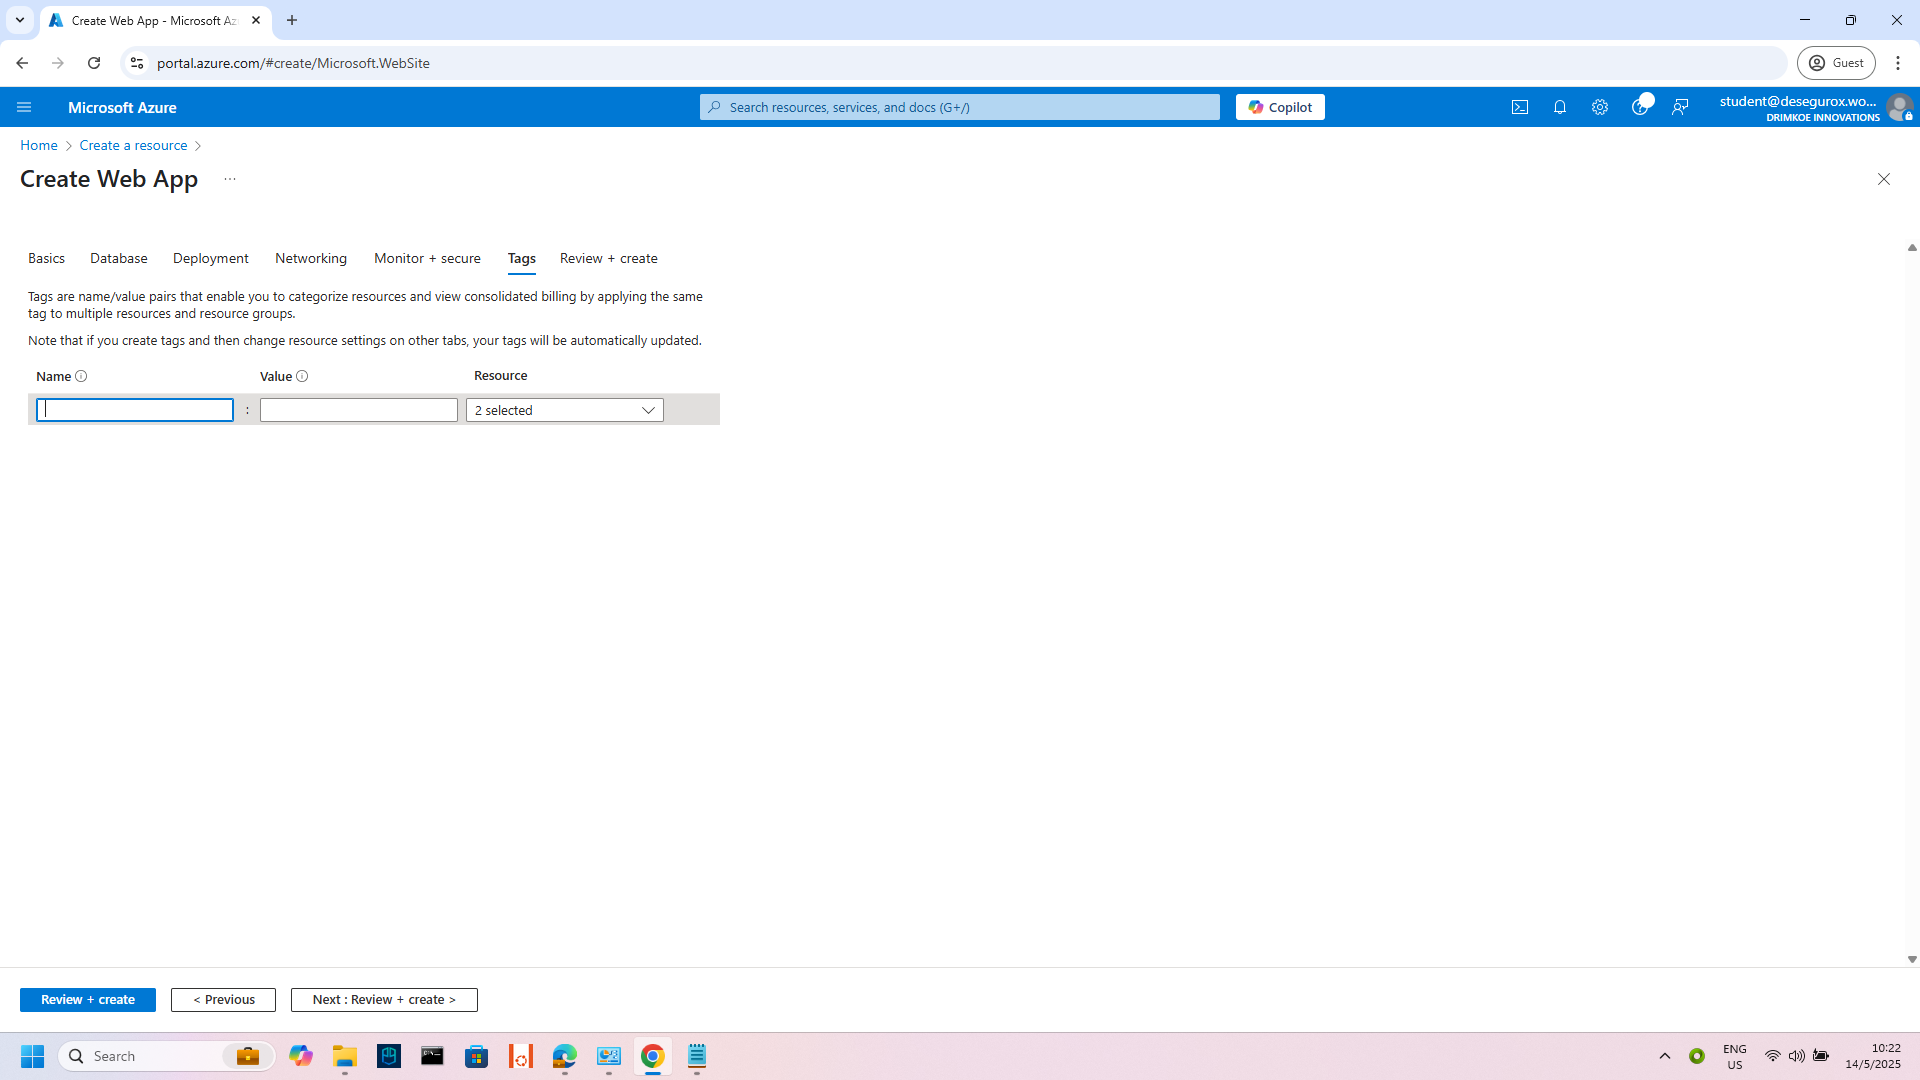 Create Web App - Microsoft Az
portal.azure.com/#create/Microsoft.WebSite
Guest
Microsoft Azure
Search resources, services, and docs (G+/)
Copilot
student@desegurox.wo...
DRIMKOE INNOVATIONS
Home
Create a resource
Create Web App
Basics
Database
Deployment
Networking
Monitor + secure
Tags
Review + create
Tags are name/value pairs that enable you to categorize resources and view consolidated billing by applying the same
tag to multiple resources and resource groups.
Note that if you create tags and then change resource settings on other tabs, your tags will be automatically updated.
Name
Value
Resource
:
2 selected
Review + create
< Previous
Next : Review + create >
Search
ENG
US
10:22
14/5/2025